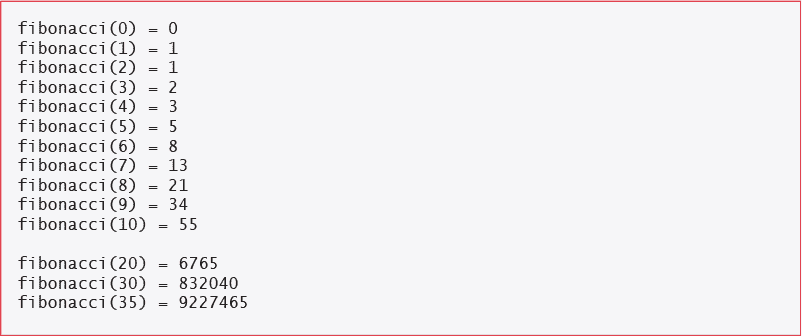 fibonacci(0) = 0
fibonacci(1) = 1
fibonacci(2) = 1
fibonacci(3) = 2
fibonacci(4) = 3
fibonacci(5) = 5
fibonacci(6) = 8
fibonacci(7) = 13
fibonacci(8) = 21
fibonacci(9) = 34
fibonacci(10) = 55

fibonacci(20) = 6765
fibonacci(30) = 832040
fibonacci(35) = 9227465